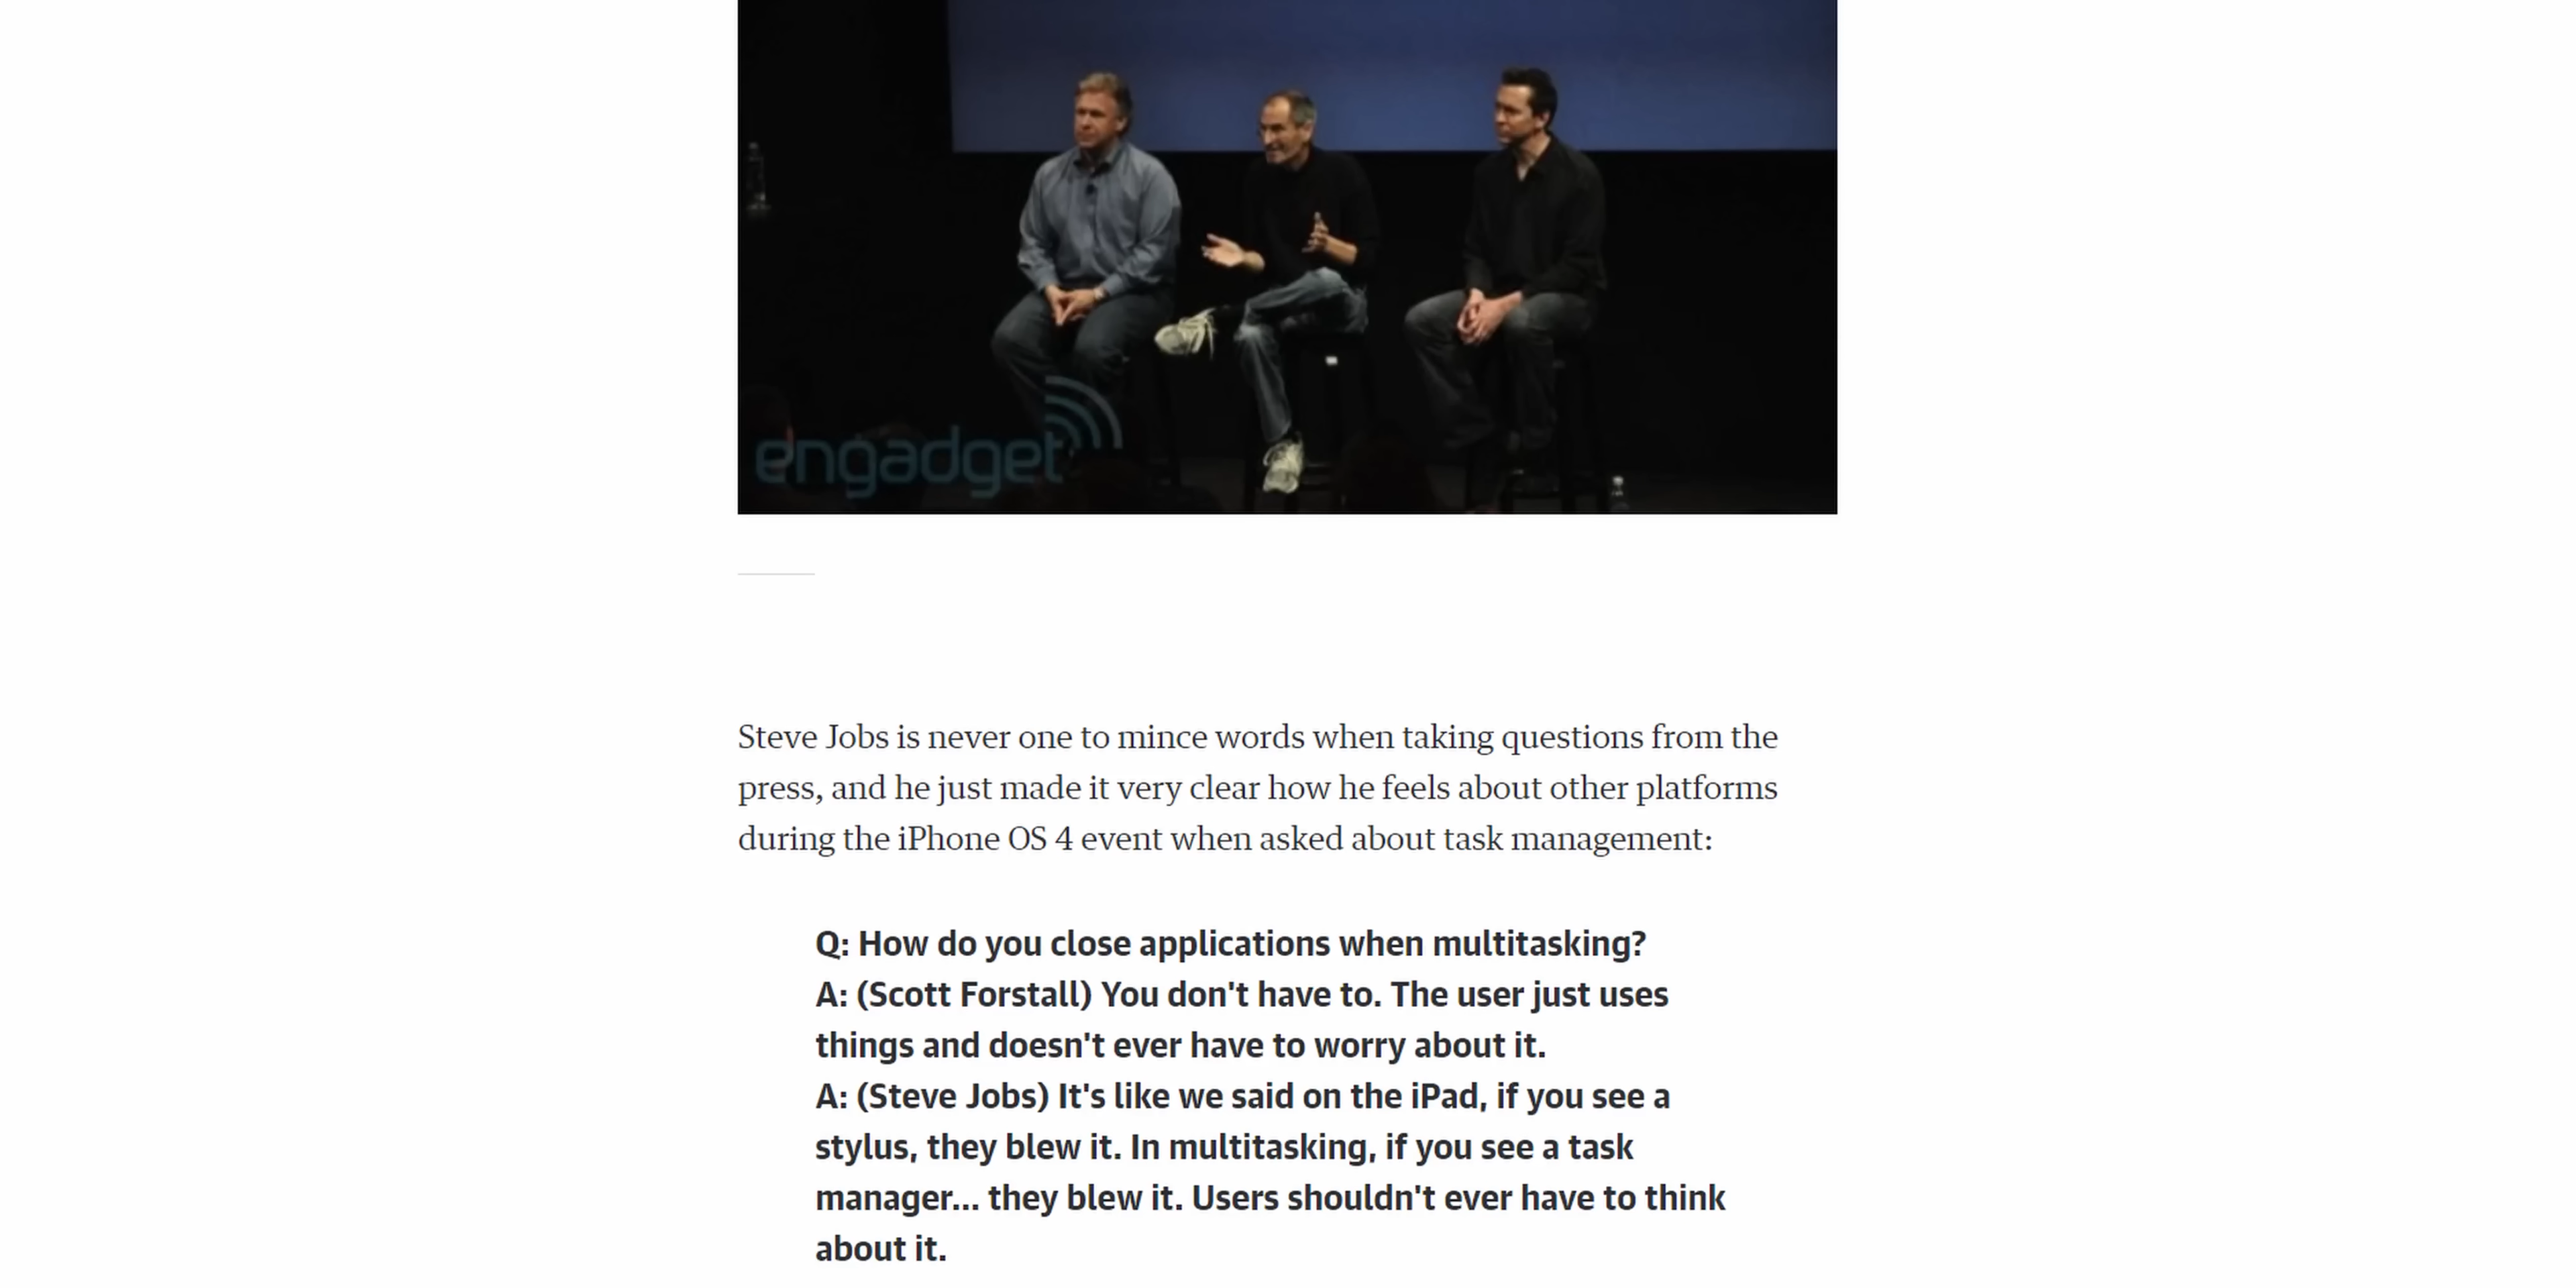 engadget
Steve Jobs is never one to mince words when taking questions from the
press, and he just made it very clear how he feels about other platforms
during the iPhone OS 4 event when asked about task management:
Q: How do you close applications when multitasking?
A: (Scott Forstall) You don't have to. The user just uses
things and doesn't ever have to worry about it.
A: (Steve Jobs) It's like we said on the iPad, if you see a
stylus, they blew it. In multitasking, if you see a task
manager... they blew it. Users shouldn't ever have to think
about it.